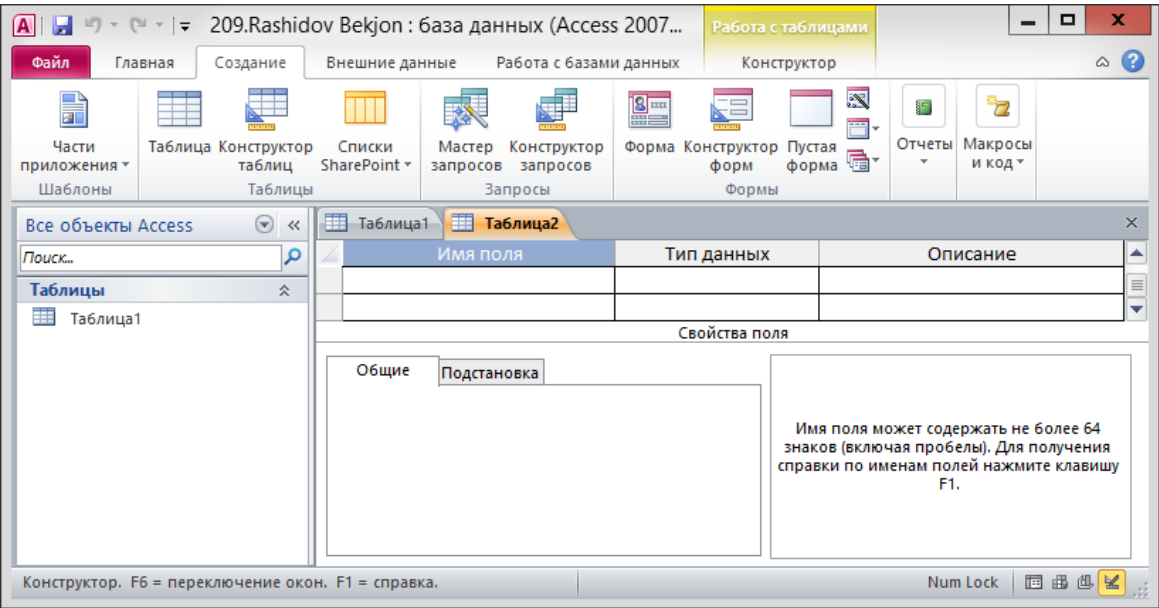 209.Rashidov Bekjon : база данных (Access 2007...
Работа с таблицами
Файл
Главная
Создание
Внешние данные
Работа с базами данных
Конструктор
Части
приложения
Таблица
Конструктор
таблиц
Списки
SharePoint
Мастер
запросов
Конструктор
запросов
Форма
Конструктор
форм
Пустая
форма
Отчеты
Макросы
и код
Шаблоны
Таблицы
Запросы
Формы
Все объекты Access
Поиск...
Таблицы
Таблица1
Таблица1
Таблица2
Имя поля
Тип данных
Описание
Свойства поля
Общие
Подстановка
Имя поля может содержать не более 64
знаков (включая пробелы). Для получения
справки по именам полей нажмите клавишу
F1.
Конструктор. F6 = переключение окон. F1 = справка.
Num Lock